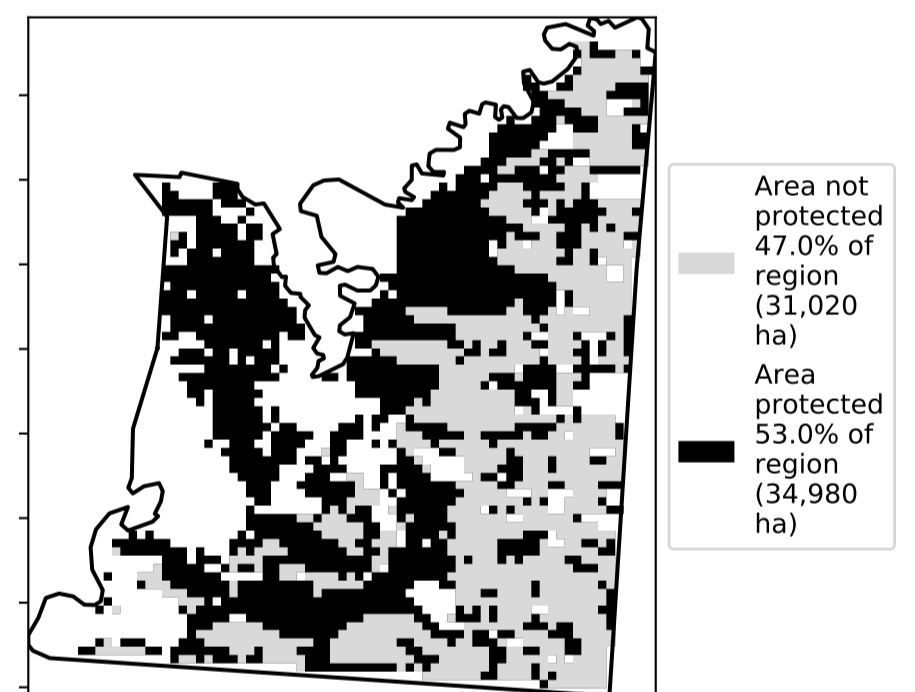 Area not
protected
47.0% of
region
(31,020
ha)
Area
protected
53.0% of
region
(34,980
ha)